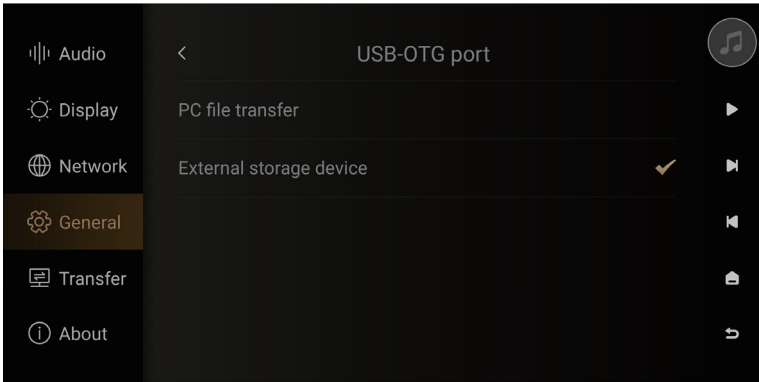 Audio
Display
Network
General
Transfer
About
USB-OTG port
PC file transfer
External storage device